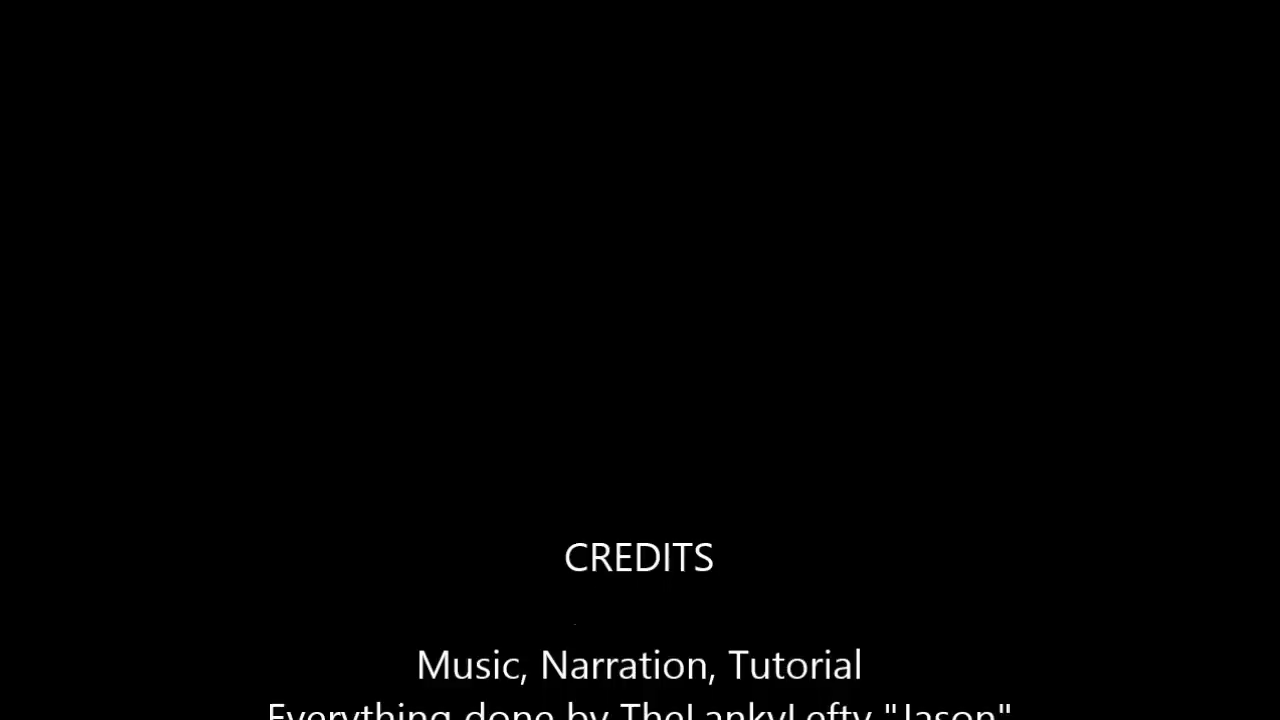 CREDITS
Music, Narration, Tutorial
Everything done by TheLankyLefty "Jason"